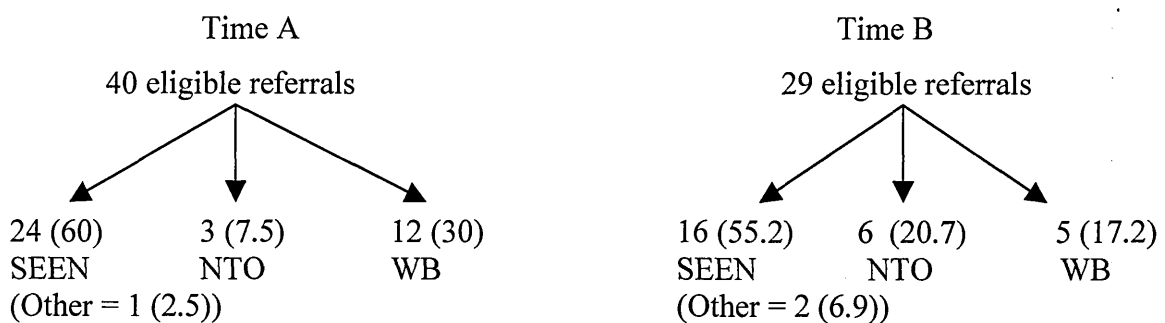 Time A
40 eligible referrals
24 (60) 3 (7.5) 12 (30)
SEEN NTO WB
(Other = 1 (2.5))
Time B
29 eligible referrals
16 (55.2) 6 (20.7) 5 (17.2)
SEEN NTO WB
(Other = 2 (6.9))